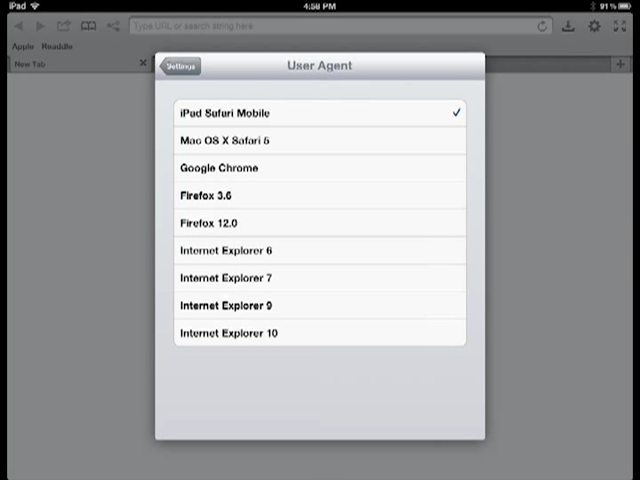 iPad 4:58 PM 91%
Type URL or search string here
Apple Readdle
New Tab
Settings User Agent
iPad Safari Mobile
Mac OS X Safari 5
Google Chrome
Firefox 3.6
Firefox 12.0
Internet Explorer 6
Internet Explorer 7
Internet Explorer 9
Internet Explorer 10